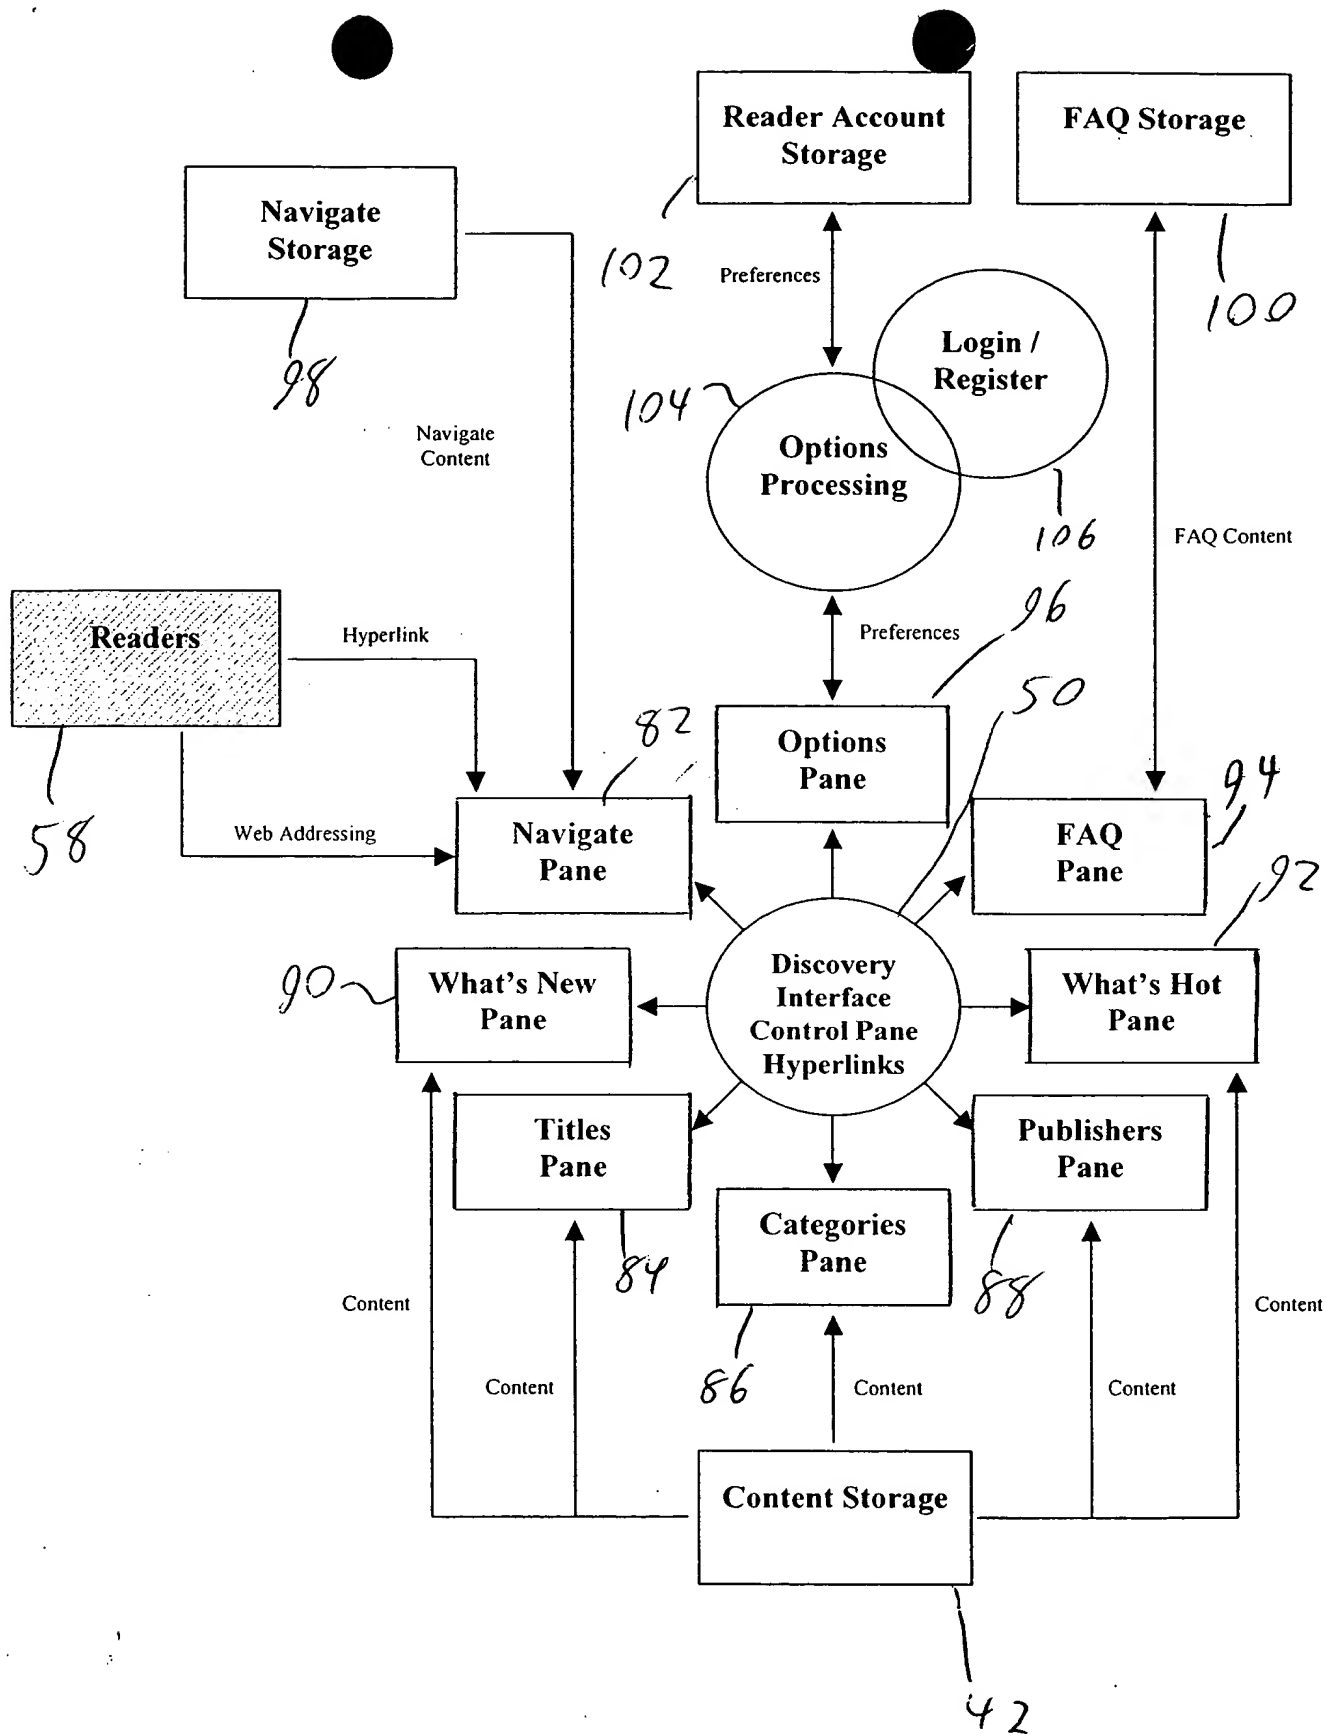 Reader Account
Storage
FAQ Storage
Navigate
Storage
102
Preferences
100
Login /
Register
98
104
Navigate
Content
Options
Processing
106
FAQ Content
Readers
Hyperlink
Preferences
96
50
82
Options
Pane
94
58
Web Addressing
Navigate
Pane
FAQ
Pane
92
90
What's New
Pane
Discovery
Interface
Control Pane
Hyperlinks
What's Hot
Pane
Titles
Pane
Publishers
Pane
Categories
Pane
84
88
Content
Content
86
Content
Content
Content
Content Storage
42